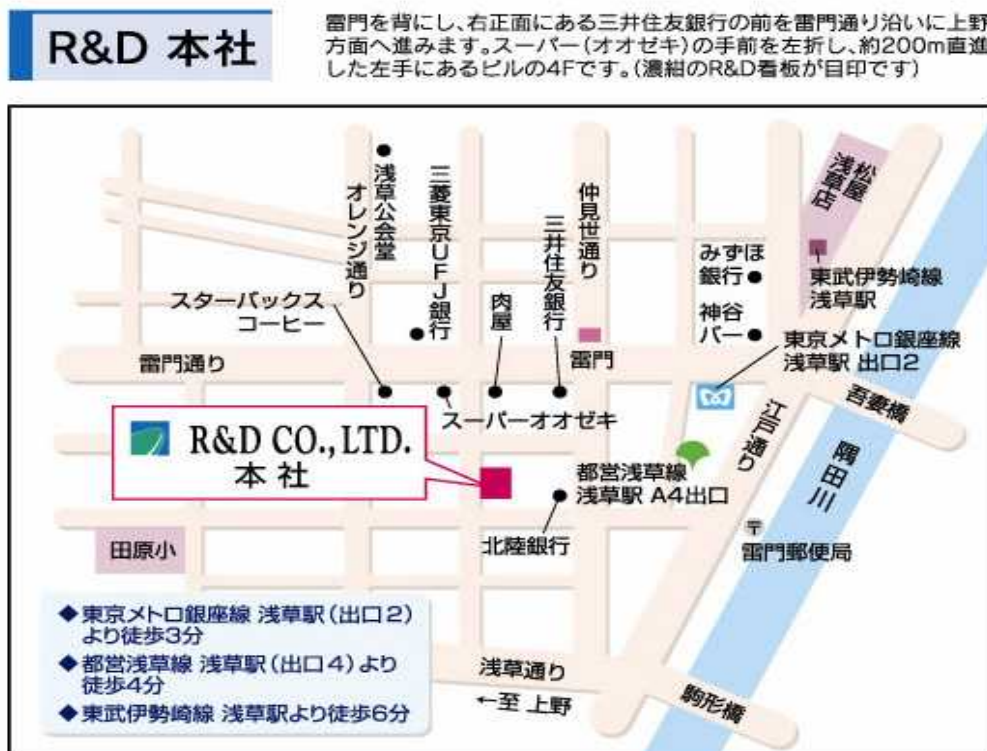 R&D 本社
雷門を背にし、右正面にある三井住友銀行の前を雷門通り沿いに上野
方面へ進みます。スーパー(オオゼキ)の手前を左折し、約200m直進
した左手にあるビルの4Fです。(濃紺のR&D看板が目印です)
浅草公会堂
オレンジ通り
三菱東京UFJ銀行
仲見世通り
三井住友銀行
肉屋
松屋
浅草店
みずほ
銀行
東武伊勢崎線
浅草駅
神谷
バー
スターバックス
コーヒー
雷門通り
雷門
東京メトロ銀座線
浅草駅 出口2
吾妻橋
スーパーオオゼキ
江戸通り
隅田川
R&D CO., LTD.
本社
都営浅草線
浅草駅 A4出口
北陸銀行
田原小
〒
雷門郵便局
◆東京メトロ銀座線 浅草駅(出口2)
より徒歩3分
◆都営浅草線 浅草駅(出口4)より
徒歩4分
◆東武伊勢崎線 浅草駅より徒歩6分
浅草通り
←至 上野
駒形橋